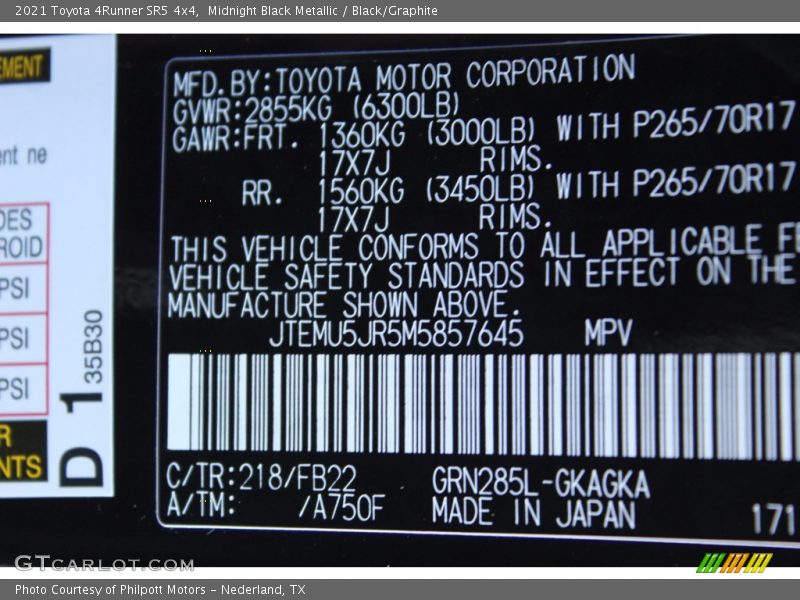 2021 Toyota 4Runner SR5 4x4, Midnight Black Metallic / Black/Graphite
EMENT
ent ne
DES
ROID
PSI
PSI
PSI
R
NTS
D 1 35B30
MFD.BY:TOYOTA MOTOR CORPORATION
GVWR:2855KG (6300LB)
GAWR:FRT. 1360KG (3000LB) WITH P265/70R17
17X7J RIMS.
RR. 1560KG (3450LB) WITH P265/70R17
17X7J RIMS.
THIS VEHICLE CONFORMS TO ALL APPLICABLE FE
VEHICLE SAFETY STANDARDS IN EFFECT ON THE
MANUFACTURE SHOWN ABOVE.
JTEMU5JR5M5857645 MPV
C/TR:218/FB22 GRN285L-GKAGKA
A/TM: /A750F MADE IN JAPAN 171
GTCARLOT.COM
Photo Courtesy of Philpott Motors - Nederland, TX